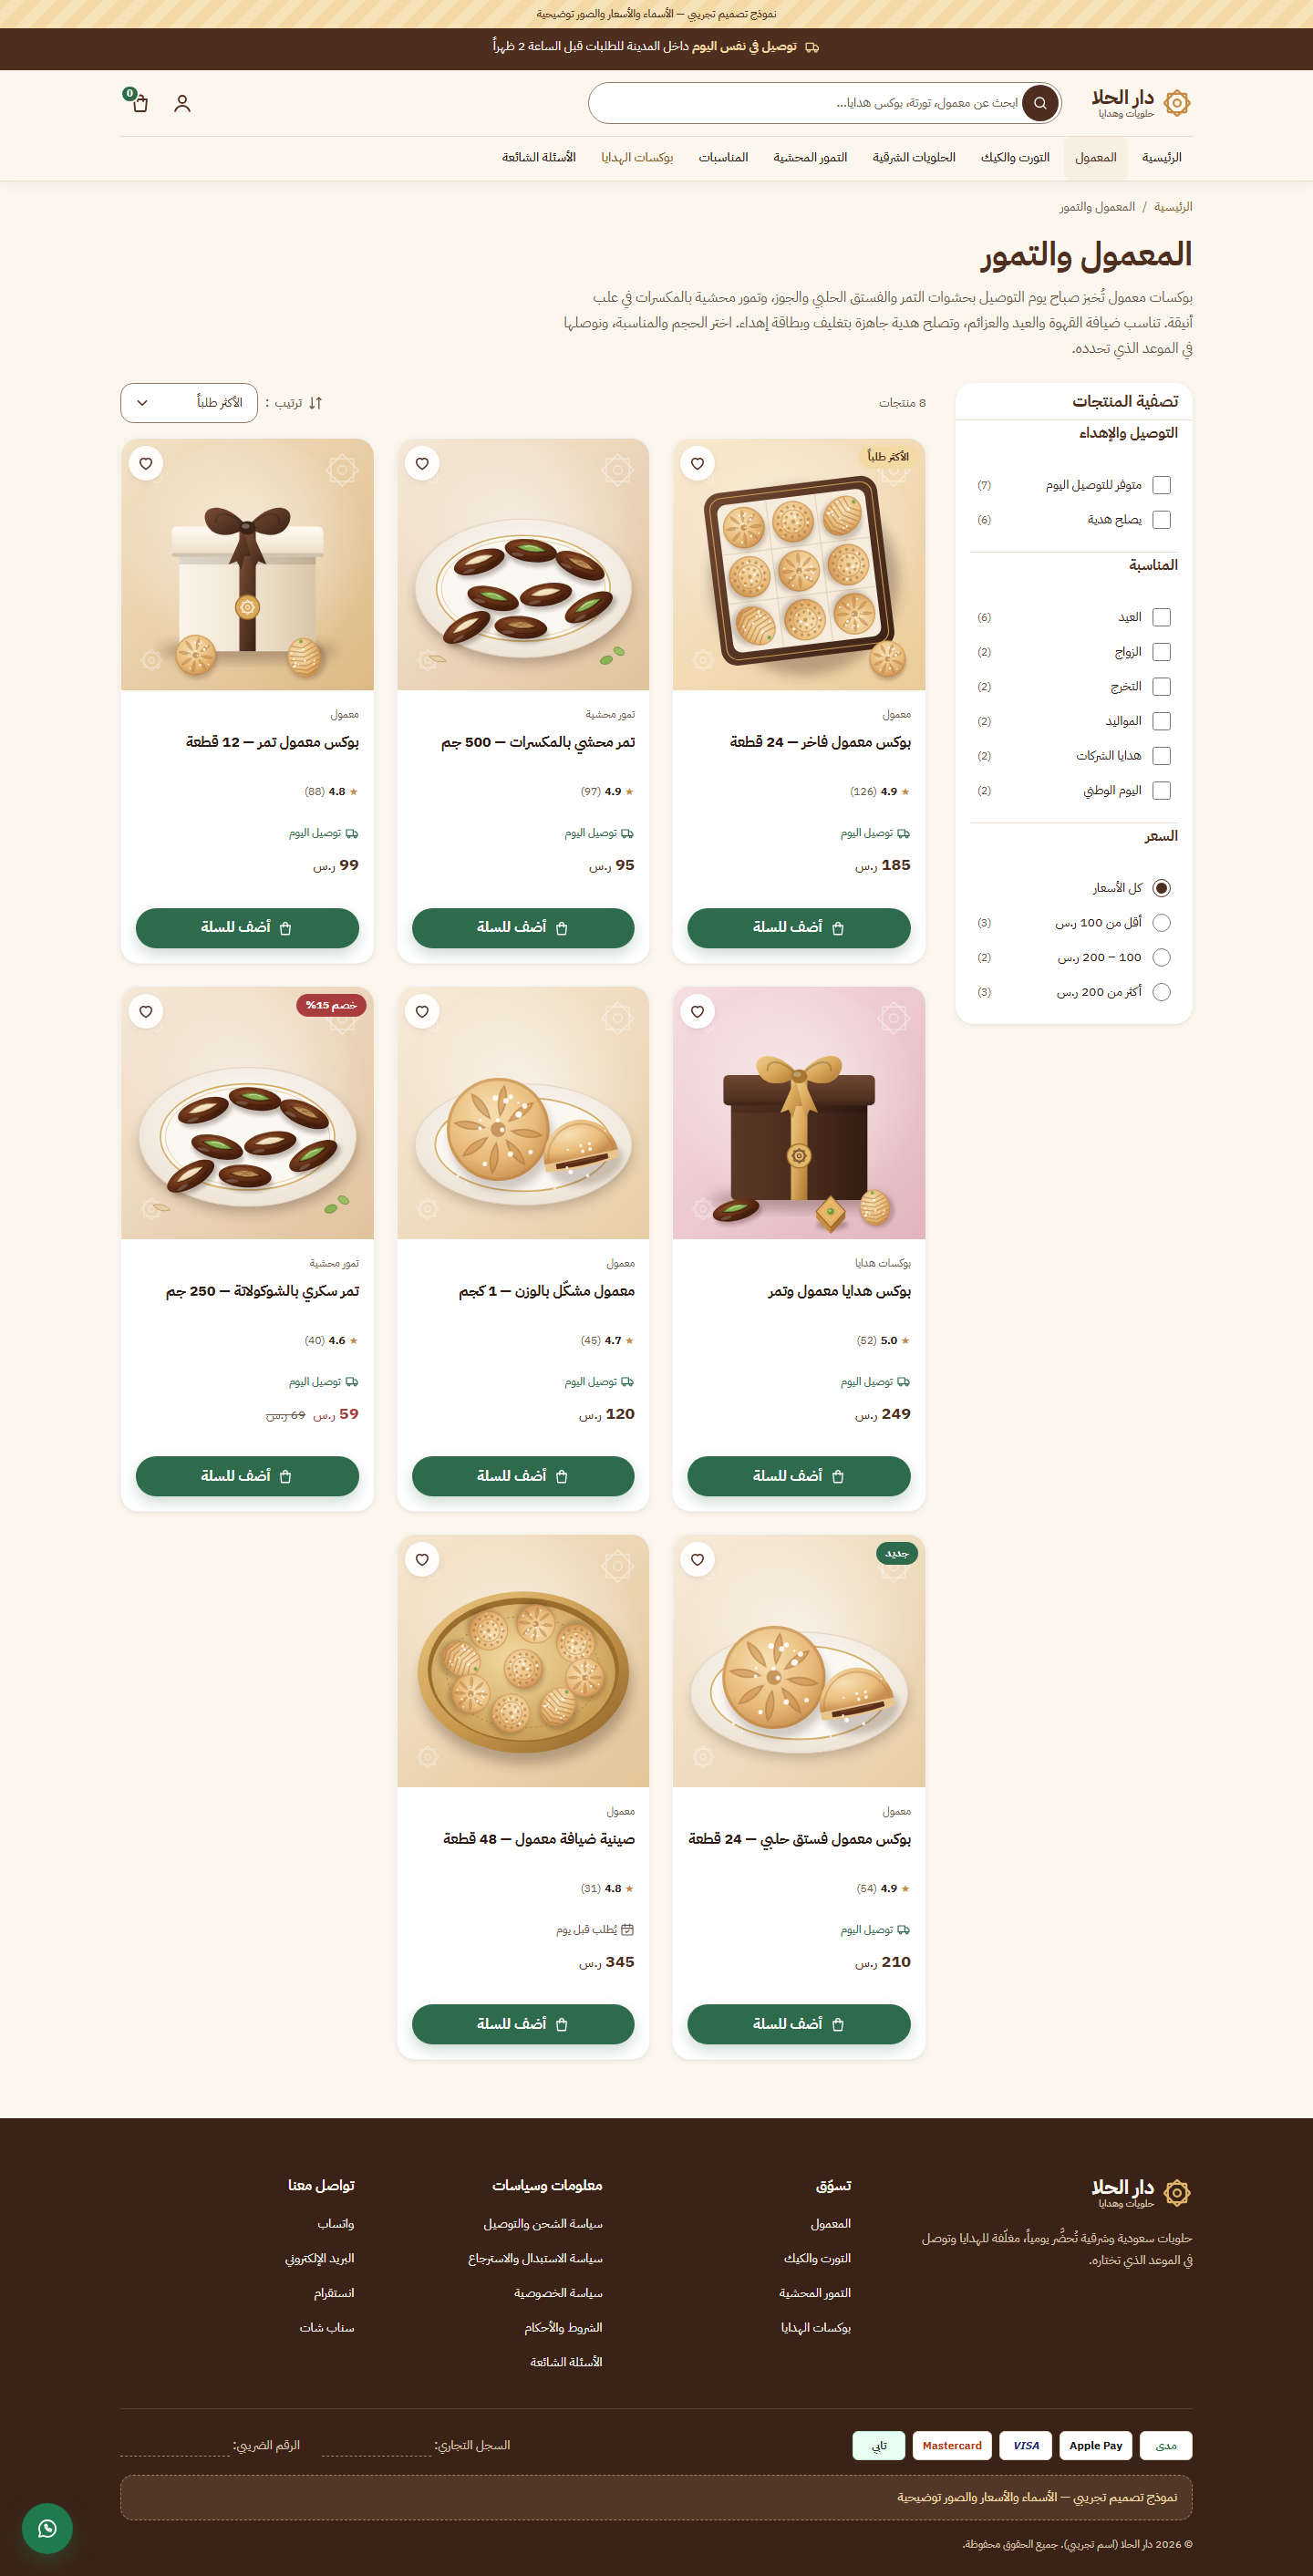 نموذج تصميم تجريبي — الأسماء والأسعار والصور توضيحية
توصيل في نفس اليوم داخل المدينة للطلبات قبل الساعة 2 ظهراً
دار الحلا
حلويات وهدايا
ابحث عن معمول، تورتة، بوكس هدايا...
0
الرئيسية المعمول التورت والكيك الحلويات الشرقية التمور المحشية المناسبات بوكسات الهدايا الأسئلة الشائعة
الرئيسية / المعمول والتمور
المعمول والتمور
بوكسات معمول تُخبز صباح يوم التوصيل بحشوات التمر والفستق الحلبي والجوز، وتمور محشية بالمكسرات في علب
أنيقة. تناسب ضيافة القهوة والعيد والعزائم، وتصلح هدية جاهزة بتغليف وبطاقة إهداء. اختر الحجم والمناسبة، ونوصلها
في الموعد الذي تحدده.
تصفية المنتجات
التوصيل والإهداء
متوفر للتوصيل اليوم (7)
يصلح هدية (6)
المناسبة
العيد (6)
الزواج (2)
التخرج (2)
المواليد (2)
هدايا الشركات (2)
اليوم الوطني (2)
السعر
كل الأسعار
أقل من 100 ر.س (3)
100 – 200 ر.س (2)
أكثر من 200 ر.س (3)
8 منتجات
ترتيب :
الأكثر طلباً
الأكثر طلباً
معمول
بوكس معمول فاخر — 24 قطعة
★ 4.9 (126)
توصيل اليوم
185 ر.س
أضف للسلة
تمور محشية
تمر محشي بالمكسرات — 500 جم
★ 4.9 (97)
توصيل اليوم
95 ر.س
أضف للسلة
معمول
بوكس معمول تمر — 12 قطعة
★ 4.8 (88)
توصيل اليوم
99 ر.س
أضف للسلة
بوكسات هدايا
بوكس هدايا معمول وتمر
★ 5.0 (52)
توصيل اليوم
249 ر.س
أضف للسلة
معمول
معمول مشكّل بالوزن — 1 كجم
★ 4.7 (45)
توصيل اليوم
120 ر.س
أضف للسلة
خصم 15%
تمور محشية
تمر سكري بالشوكولاتة — 250 جم
★ 4.6 (40)
توصيل اليوم
59 ر.س 69 ر.س
أضف للسلة
جديد
معمول
بوكس معمول فستق حلبي — 24 قطعة
★ 4.9 (54)
توصيل اليوم
210 ر.س
أضف للسلة
معمول
صينية ضيافة معمول — 48 قطعة
★ 4.8 (31)
يُطلب قبل يوم
345 ر.س
أضف للسلة
دار الحلا
حلويات وهدايا
حلويات سعودية وشرقية تُحضَّر يومياً، مغلّفة للهدايا وتوصل
في الموعد الذي تختاره.
تسوّق
المعمول
التورت والكيك
التمور المحشية
بوكسات الهدايا
معلومات وسياسات
سياسة الشحن والتوصيل
سياسة الاستبدال والاسترجاع
سياسة الخصوصية
الشروط والأحكام
الأسئلة الشائعة
تواصل معنا
واتساب
البريد الإلكتروني
انستقرام
سناب شات
مدى Apple Pay VISA Mastercard تابي
السجل التجاري: الرقم الضريبي:
نموذج تصميم تجريبي — الأسماء والأسعار والصور توضيحية
© 2026 دار الحلا (اسم تجريبي). جميع الحقوق محفوظة.